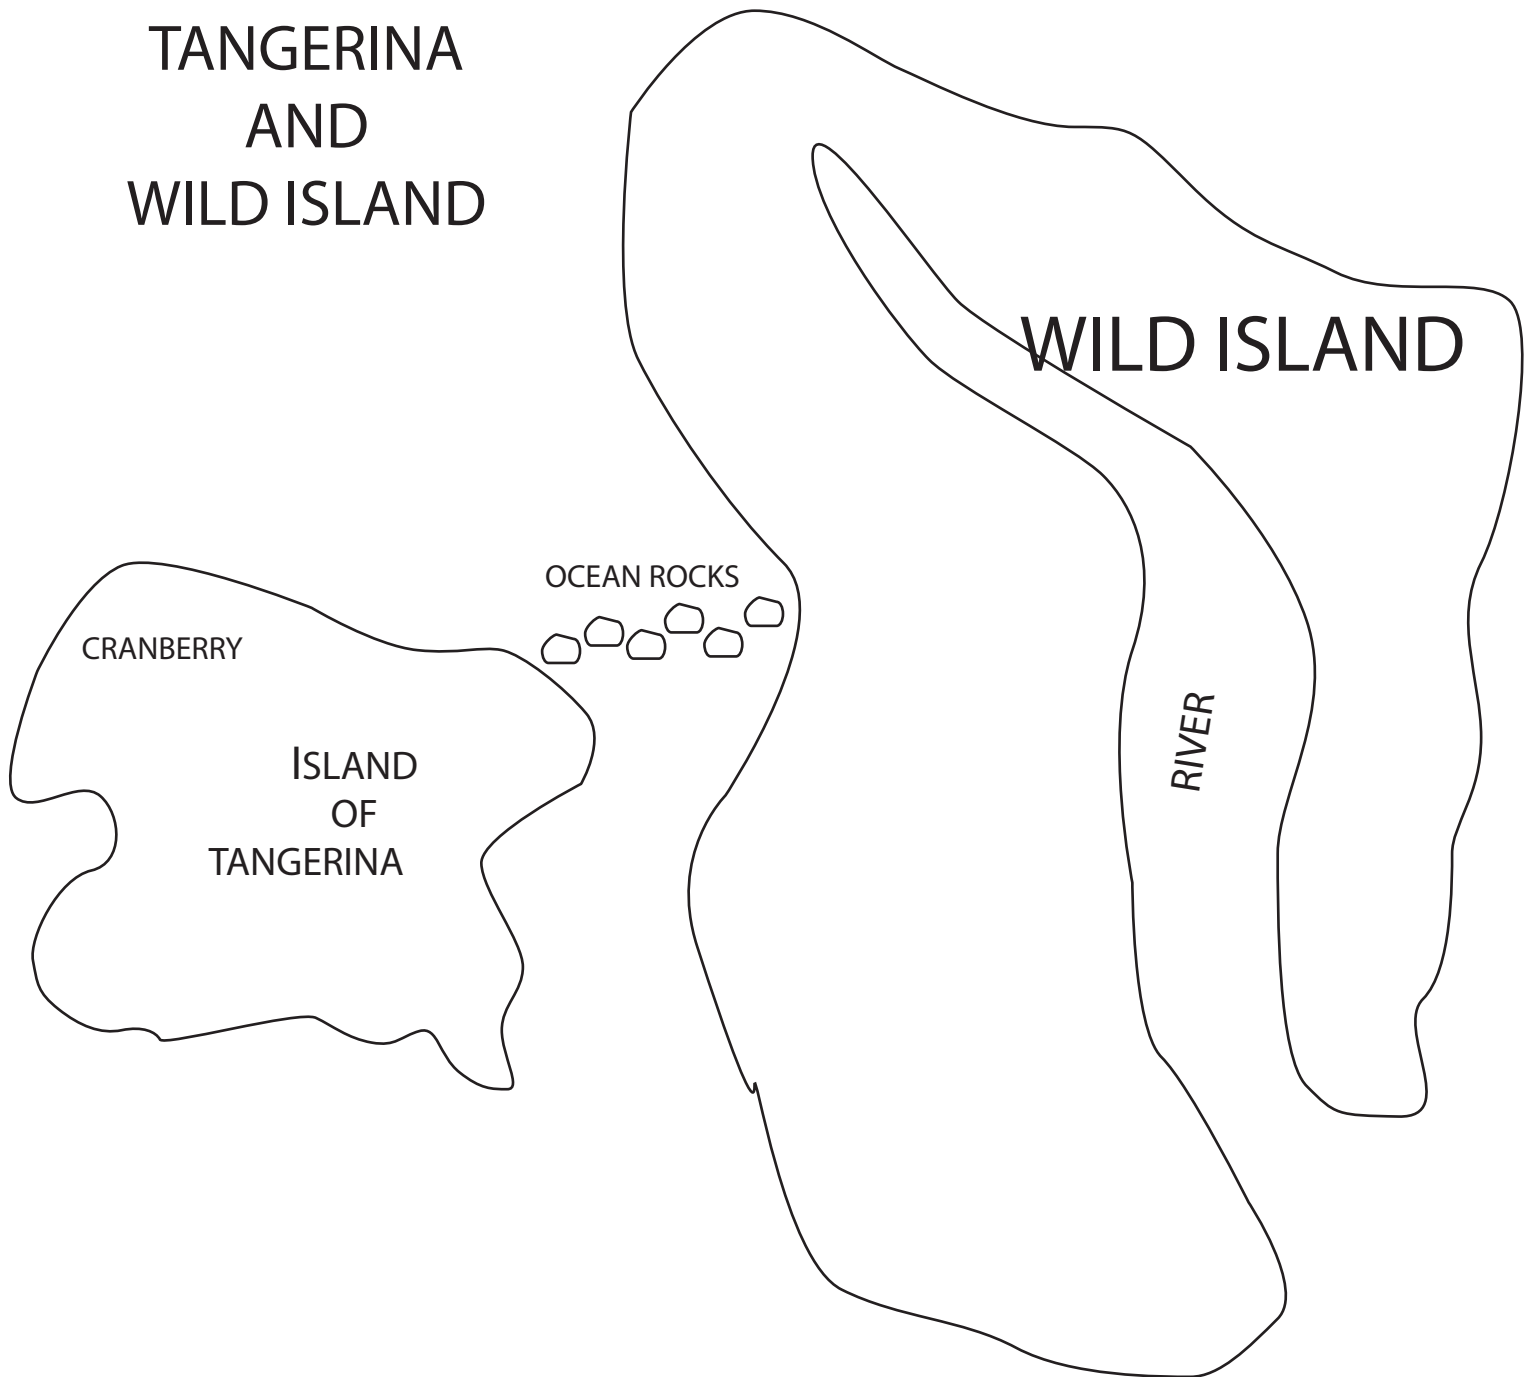 TANGERINA
AND
WILD ISLAND
WILD ISLAND
OCEAN ROCKS
CRANBERRY
ISLAND
OF
TANGERINA
RIVER